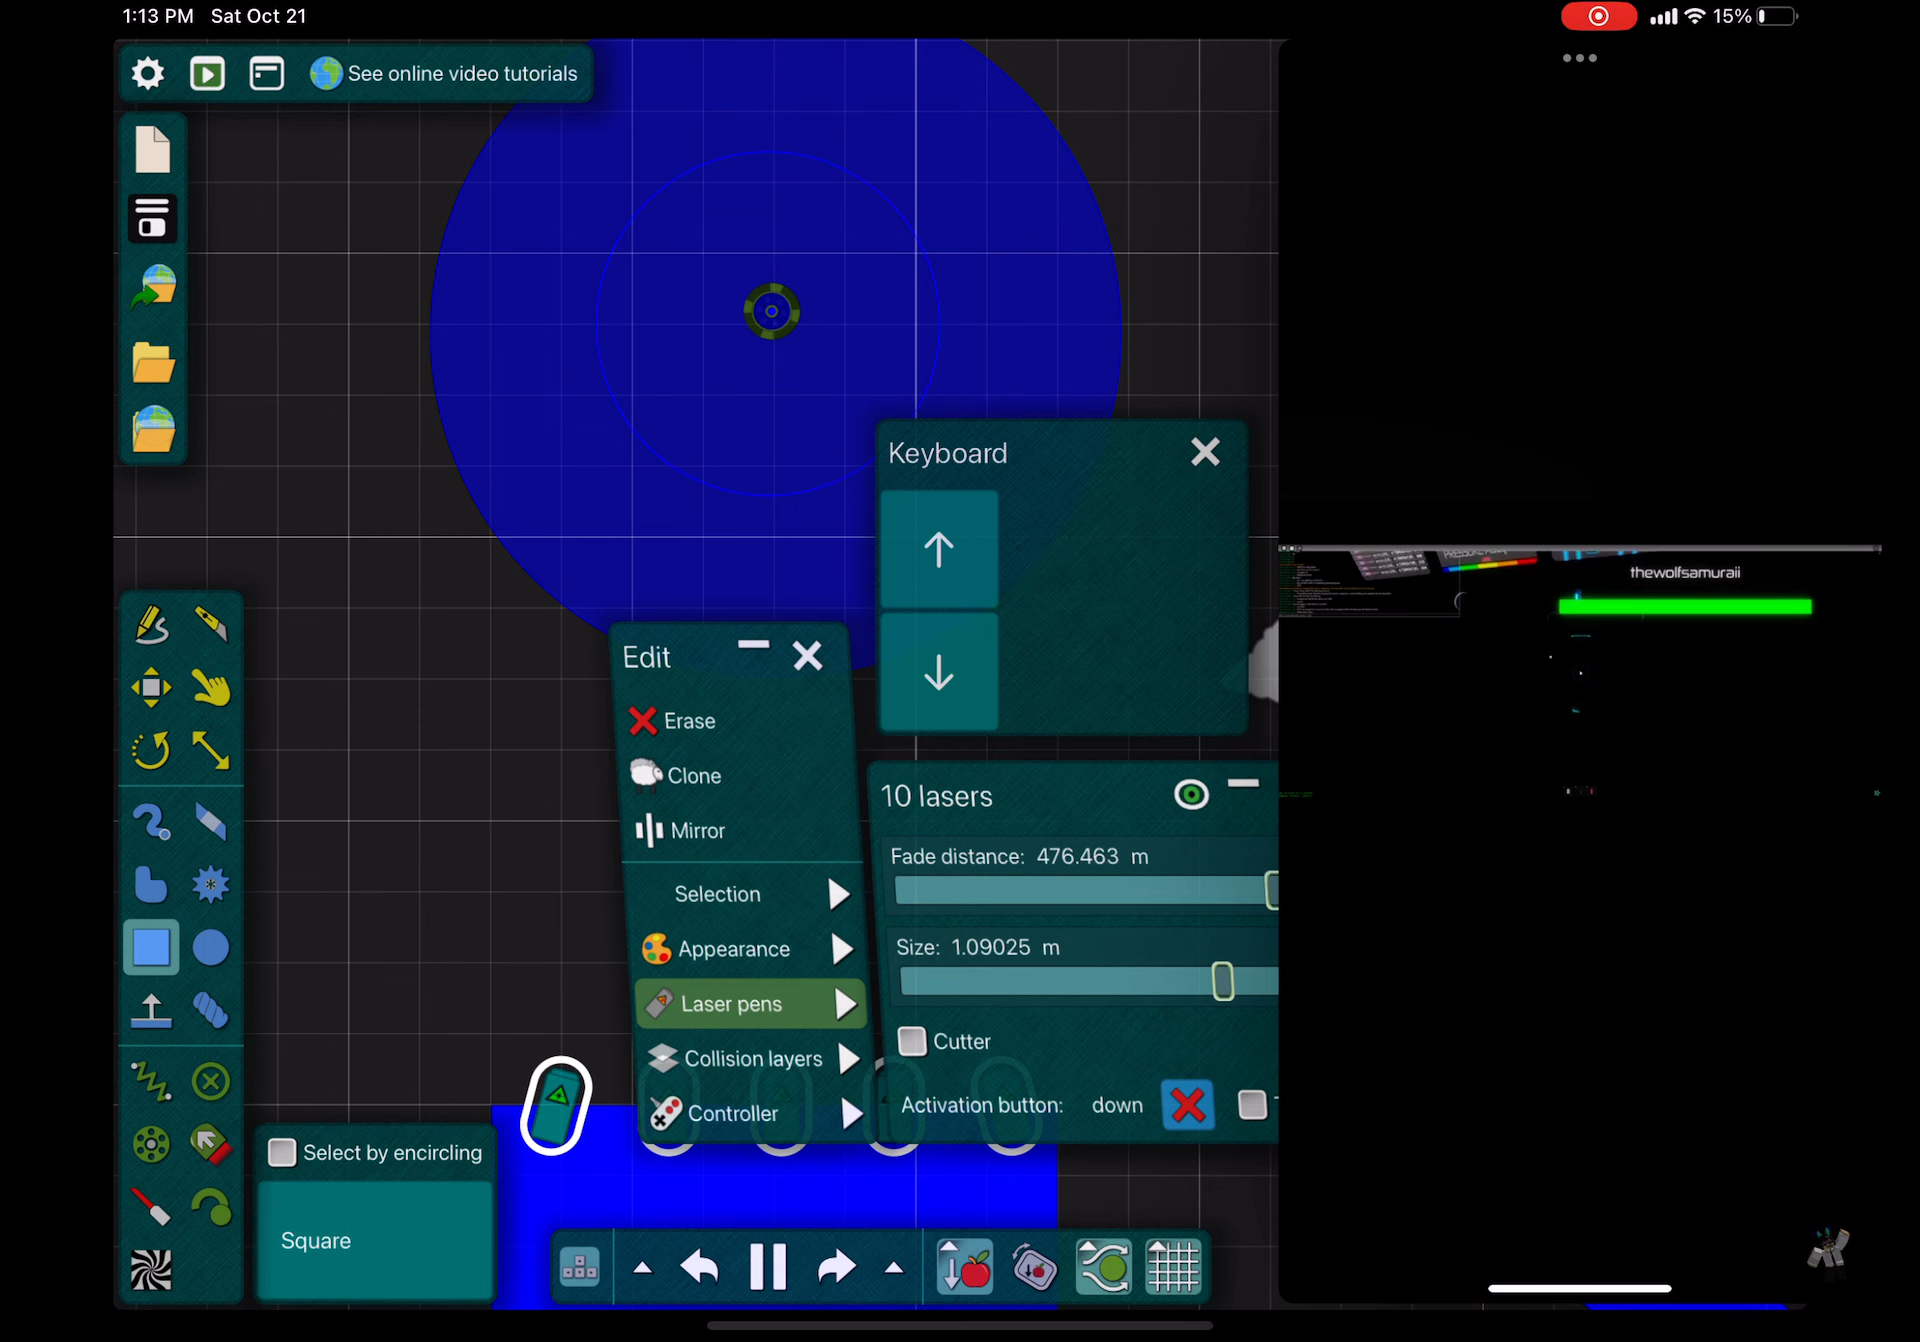 1:13 PM Sat Oct 21
15%
See online video tutorials
Keyboard
thewolfsamuraii
Edit
Erase
Clone
Mirror
Selection
Appearance
Laser pens
Collision layers
Controller
10 lasers
Fade distance: 476.463 m
Size: 1.09025 m
Cutter
Activation button: down
Select by encircling
Square